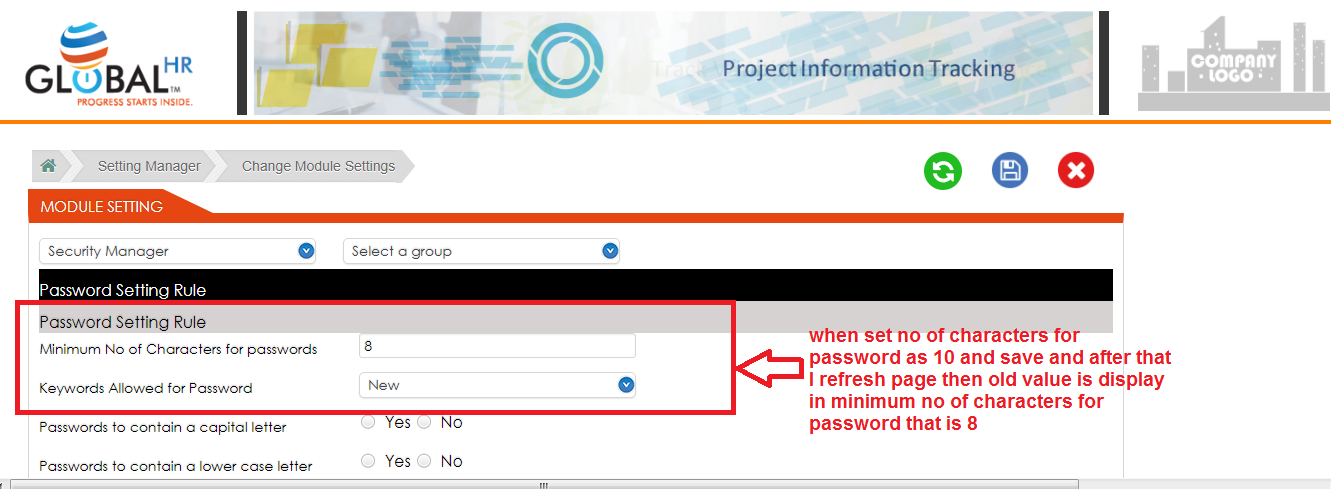 GLOBAL HR
TM
PROGRESS STARTS INSIDE.
Track
Project Information Tracking
COMPANY
LOGO
Setting Manager
Change Module Settings
MODULE SETTING
Security Manager
Select a group
Password Setting Rule
Password Setting Rule
Minimum No of Characters for passwords
8
Keywords Allowed for Password
New
Passwords to contain a capital letter
Yes No
Passwords to contain a lower case letter
Yes No
when set no of characters for
password as 10 and save and after that
I refresh page then old value is display
in minimum no of characters for
password that is 8